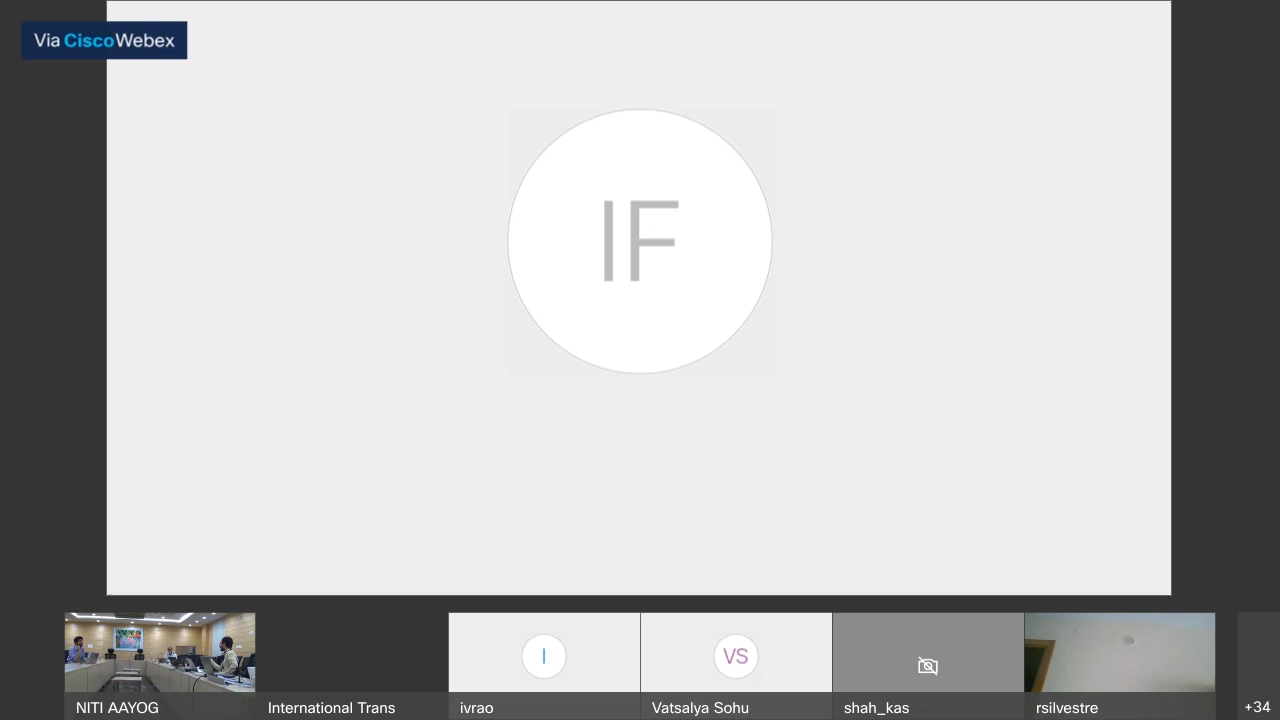 Via Cisco Webex
IF
I
VS
NITI AAYOG
International Trans
ivrao
Vatsalya Sohu
shah_kas
rsilvestre
+34